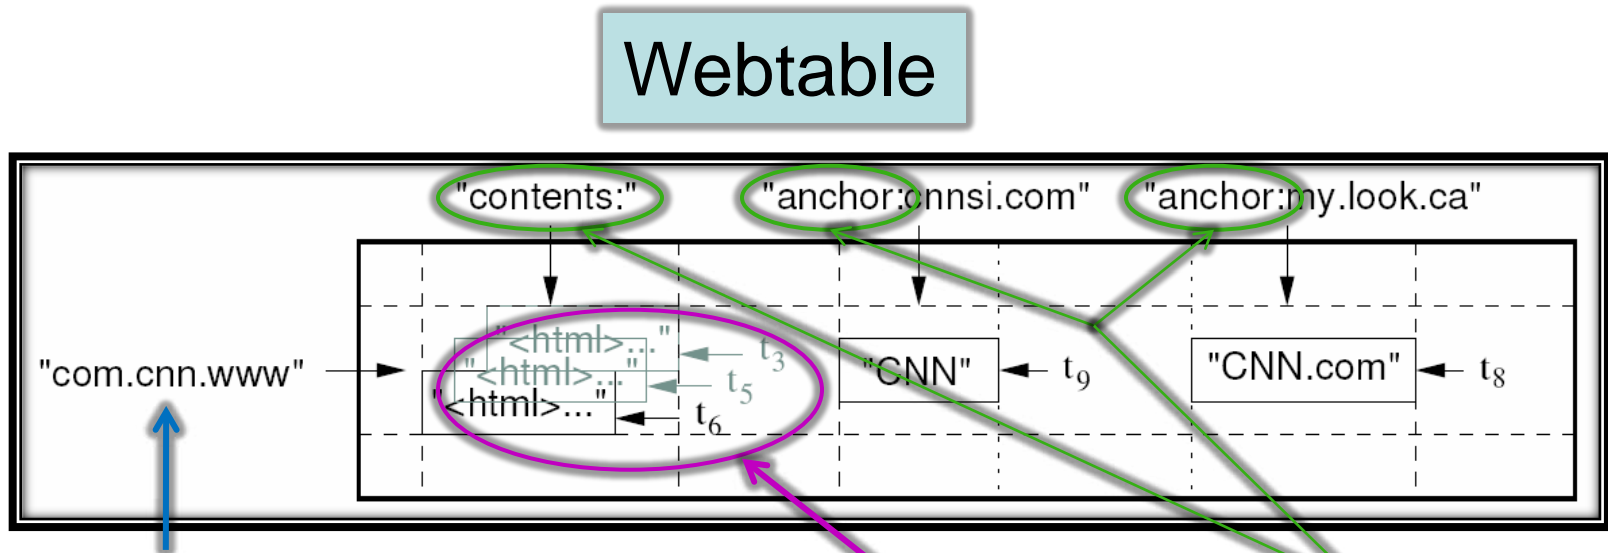 Webtable
"contents:" "anchor:cnnsi.com" "anchor:my.look.ca"
"<html>..." t3
"com.cnn.www" "<html>..." t5 "CNN" t9 "CNN.com" t8
"<html>..." t6